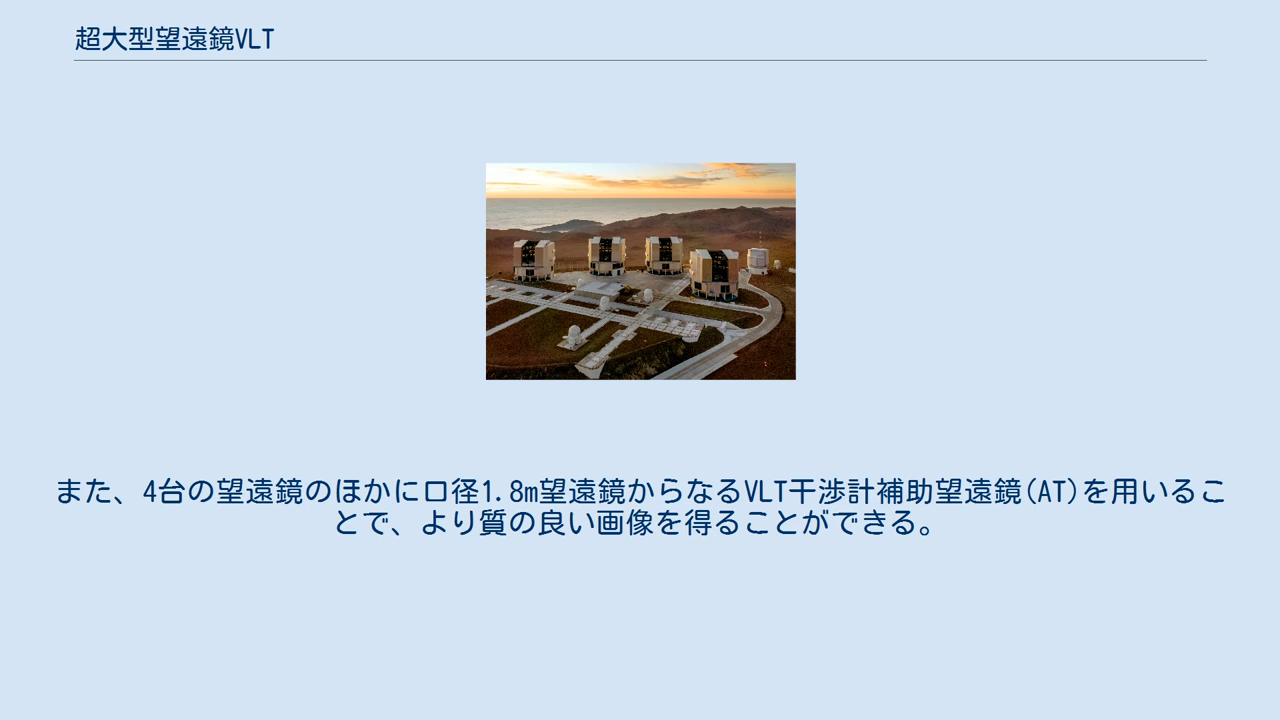 超大型望遠鏡VLT
また、4台の望遠鏡のほかに口径1.8m望遠鏡からなるVLT干渉計補助望遠鏡(AT)を用いるこ
とで、より質の良い画像を得ることができる。